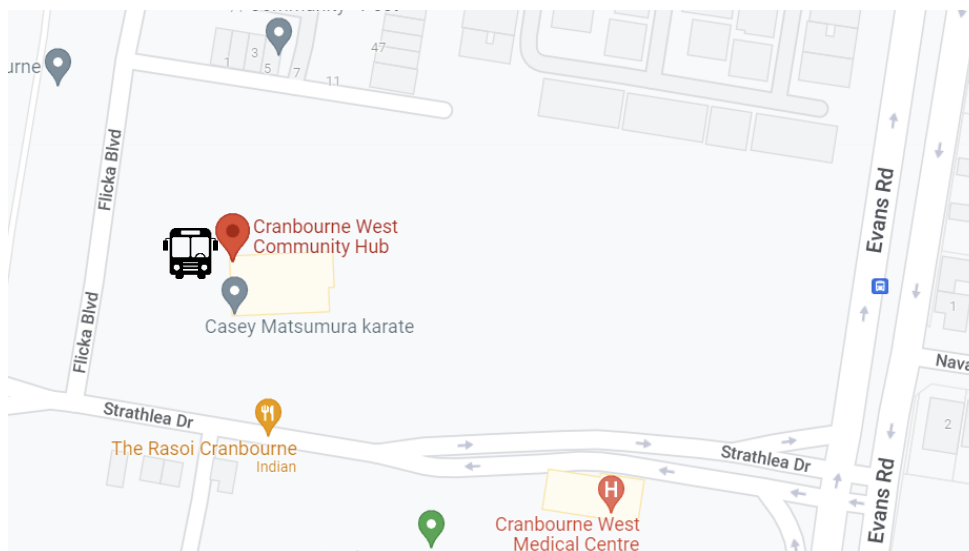 urne
3
47
1
5
7
11
Flicka Blvd
Evans Rd
Cranbourne West
Community Hub
Flicka Blvd
Casey Matsumura karate
1
Nava
Strathlea Dr
2
The Rasoi Cranbourne
Indian
Strathlea Dr
H
Evans Rd
Cranbourne West
Medical Centre